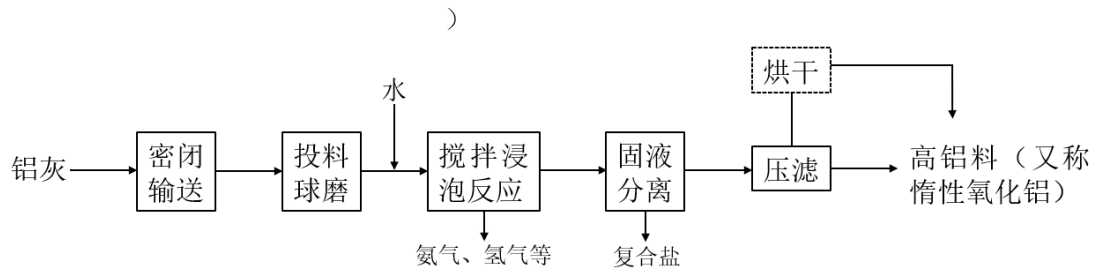 ）
烘干
水
铝灰
密闭
输送
投料
球磨
搅拌浸
泡反应
固液
分离
压滤
高铝料（又称
惰性氧化铝）
氨气、氢气等
复合盐